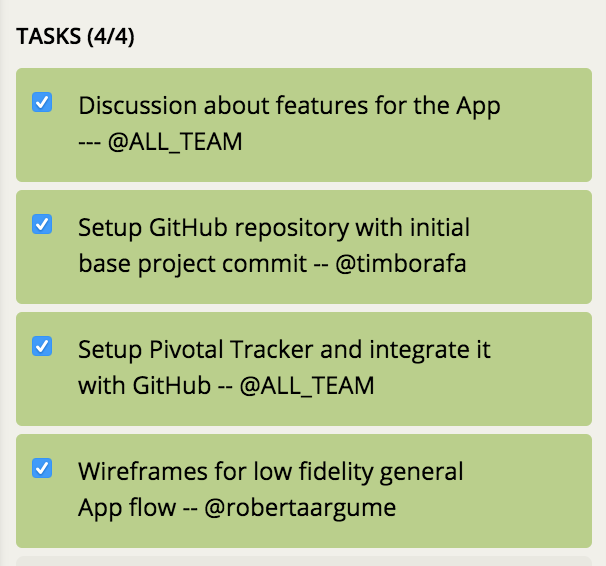 TASKS (4/4)
Discussion about features for the App
--- @ALL_TEAM
Setup GitHub repository with initial
base project commit -- @timborafa
Setup Pivotal Tracker and integrate it
with GitHub -- @ALL_TEAM
Wireframes for low fidelity general
App flow -- @robertaargume